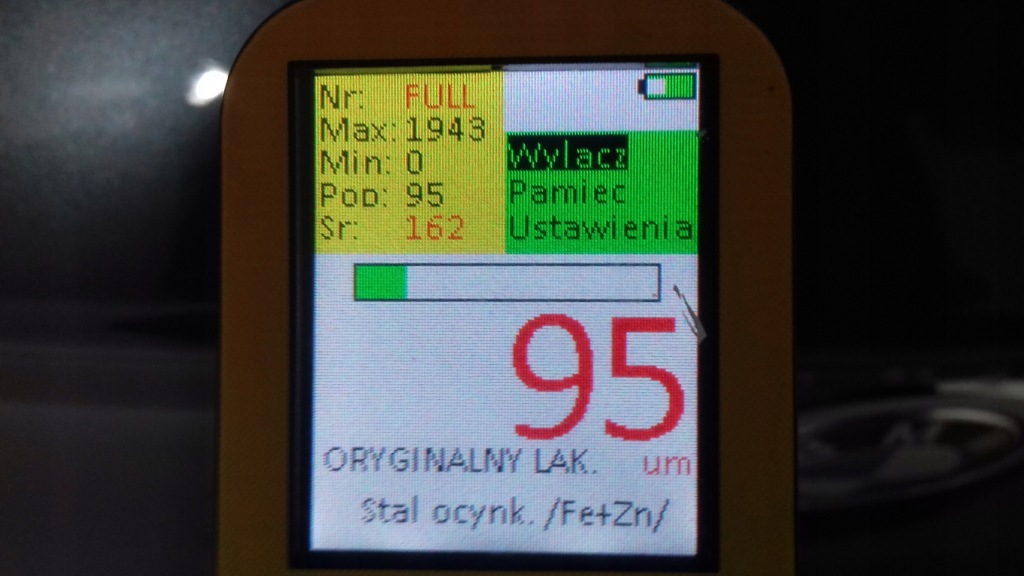 Nr: FULL
Max: 1943
Min: 0
Pop: 95
Sr: 162
Wylacz
Pamiec
Ustawienia
95
ORYGINALNY LAK. um
Stal ocynk. /Fe+Zn/